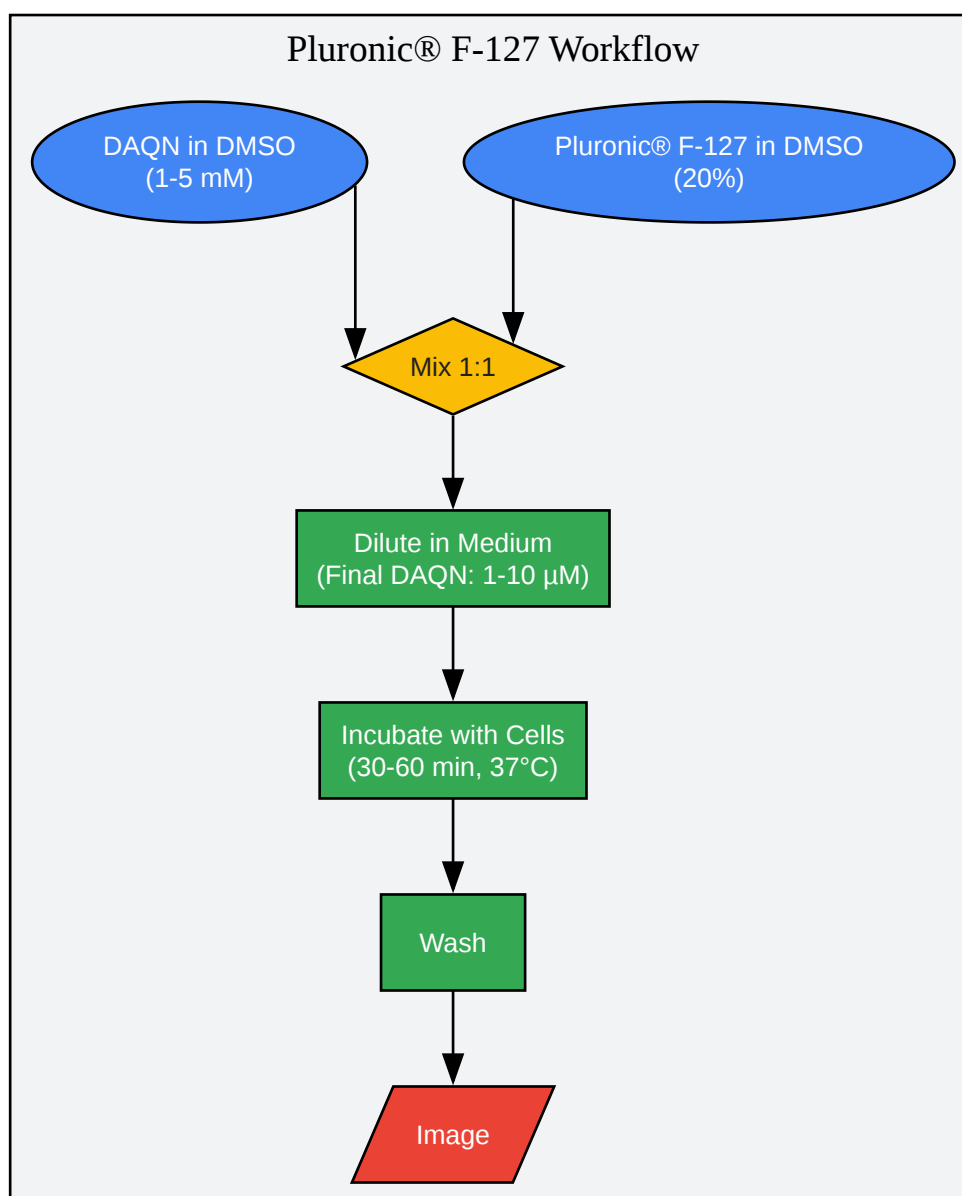 Pluronic® F-127 Workflow
DAQN in DMSO
(1-5 mM)
Pluronic® F-127 in DMSO
(20%)
Mix 1:1
Dilute in Medium
(Final DAQN: 1-10 µM)
Incubate with Cells
(30-60 min, 37°C)
Wash
Image